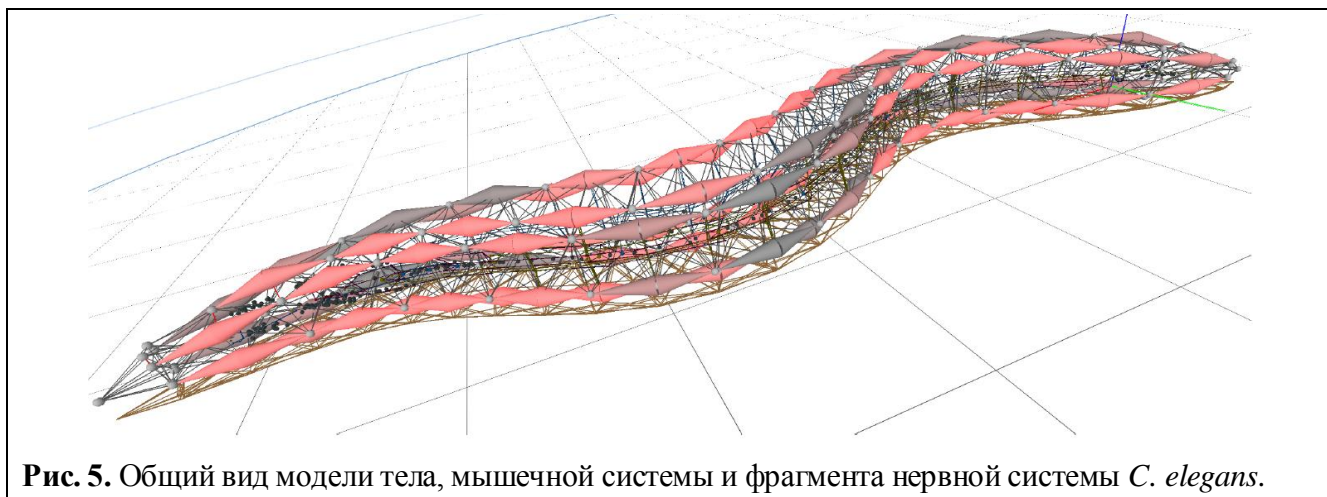 Рис. 5. Общий вид модели тела, мышечной системы и фрагмента нервной системы C. elegans.